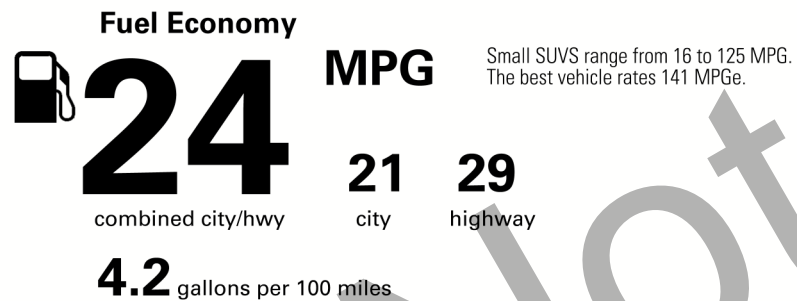 Fuel Economy
24
MPG
Small SUVS range from 16 to 125 MPG.
The best vehicle rates 141 MPGe.
21 29
combined city/hwy city highway
4.2 gallons per 100 miles
Not